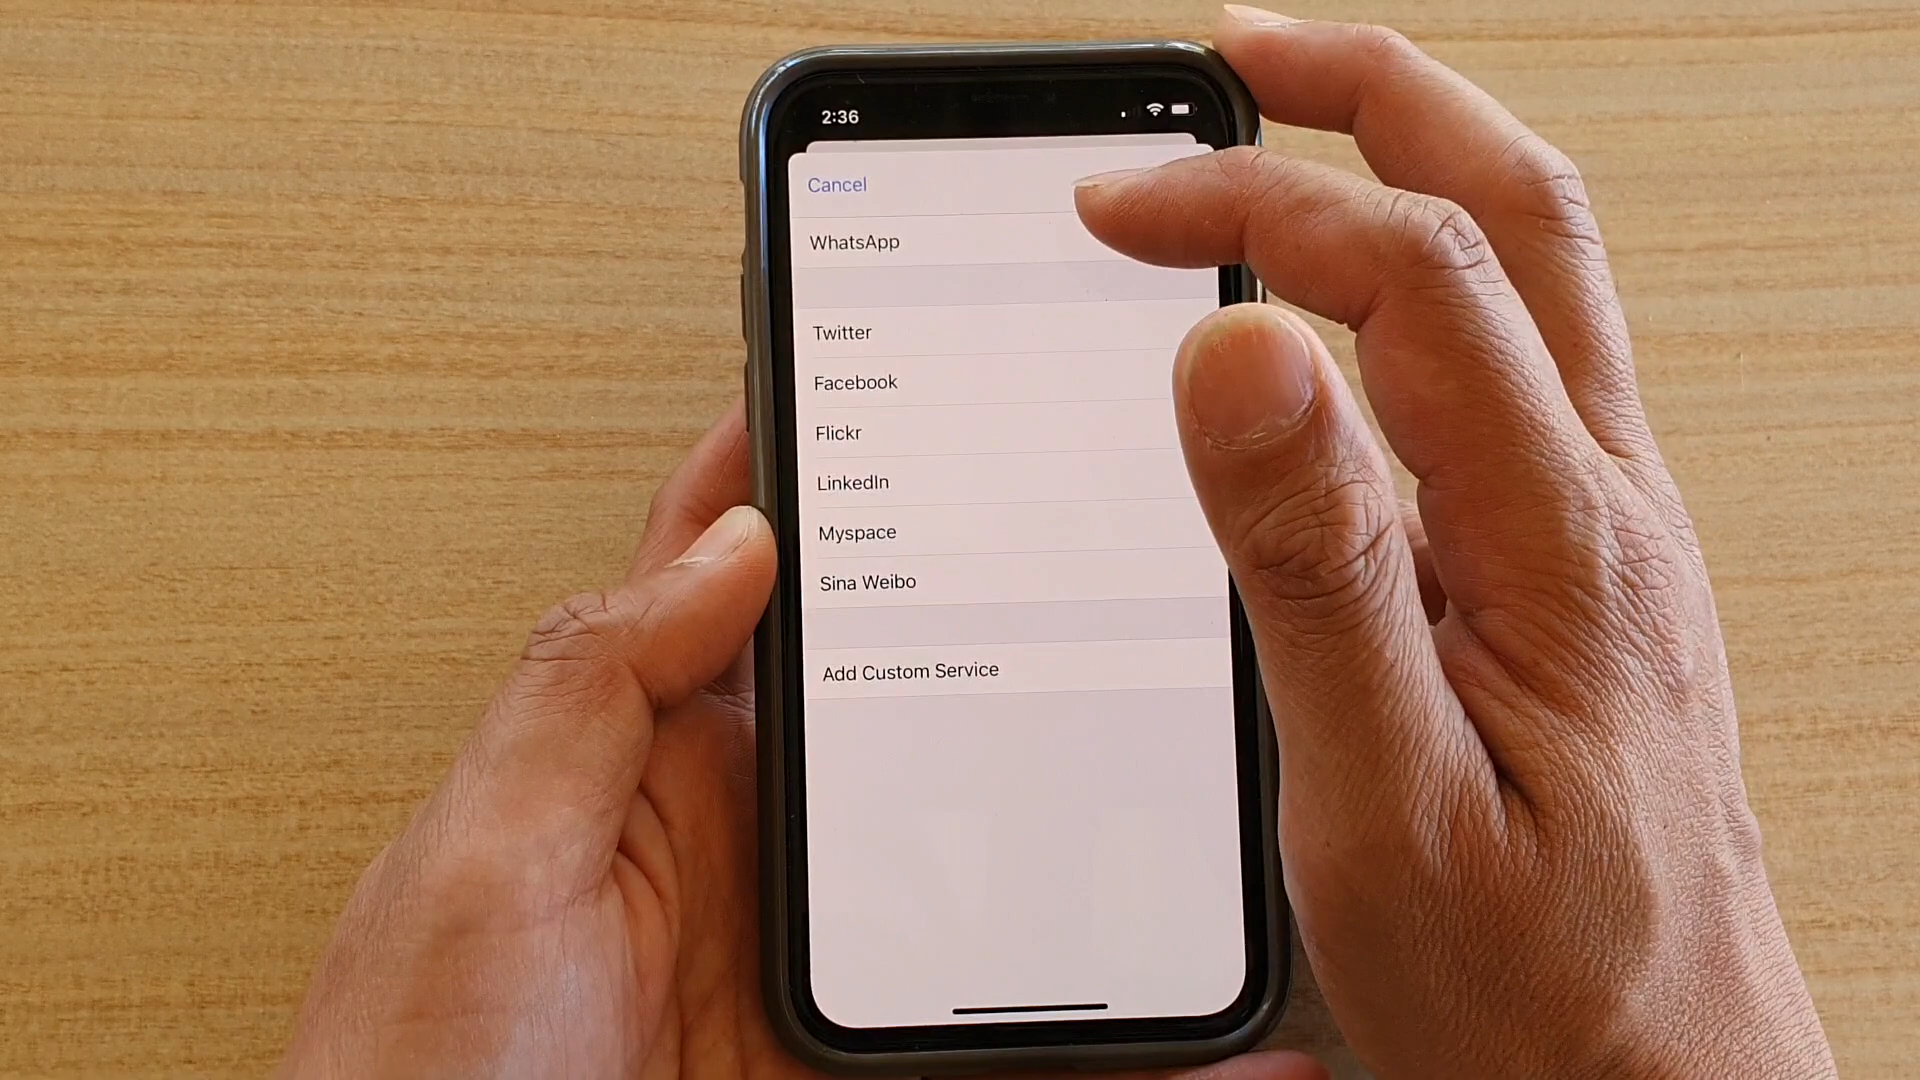 2:36
Cancel
WhatsApp
Twitter
Facebook
Flickr
LinkedIn
Myspace
Sina Weibo
Add Custom Service